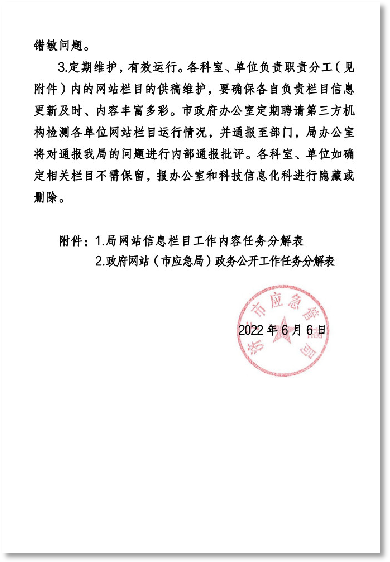 错敏问题。
3.定期维护，有效运行。各科室、单位负责职责分工（见
附件）内的网站栏目的供稿维护，要确保各自负责栏目信息
更新及时、内容丰富多彩。市政府办公室定期聘请第三方机
构检测各单位网站栏目运行情况，并通报至部门，局办公室
将对通报我局的问题进行内部通报批评。各科室、单位如确
定相关栏目不需保留，报办公室和科技信息化科进行隐藏或
删除。
附件：1.局网站信息栏目工作内容任务分解表
2.政府网站（市应急局）政务公开工作任务分解表
2022 年 6 月 6 日
市应急管
局